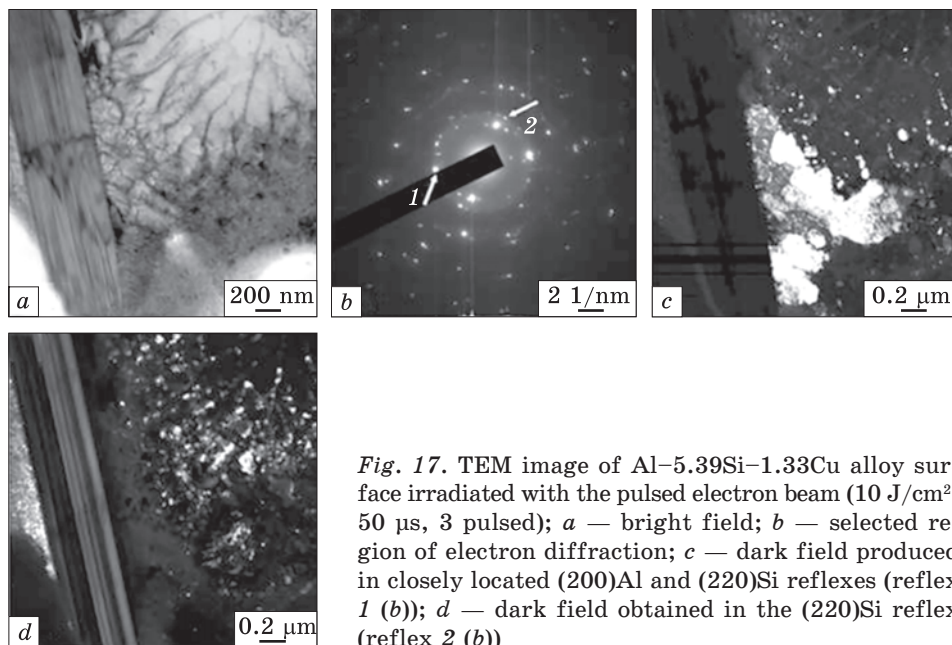 2
1
a
200 nm
b
2 1/nm
c
0.2 µm
d
0.2 µm
Fig. 17. TEM image of Al–5.39Si–1.33Cu alloy sur
face irradiated with the pulsed electron beam (10 J/cm²
50 µs, 3 pulsed); a — bright field; b — selected re
gion of electron diffraction; c — dark field produced
in closely located (200)Al and (220)Si reflexes (reflex
1 (b)); d — dark field obtained in the (220)Si reflex
(reflex 2 (b))